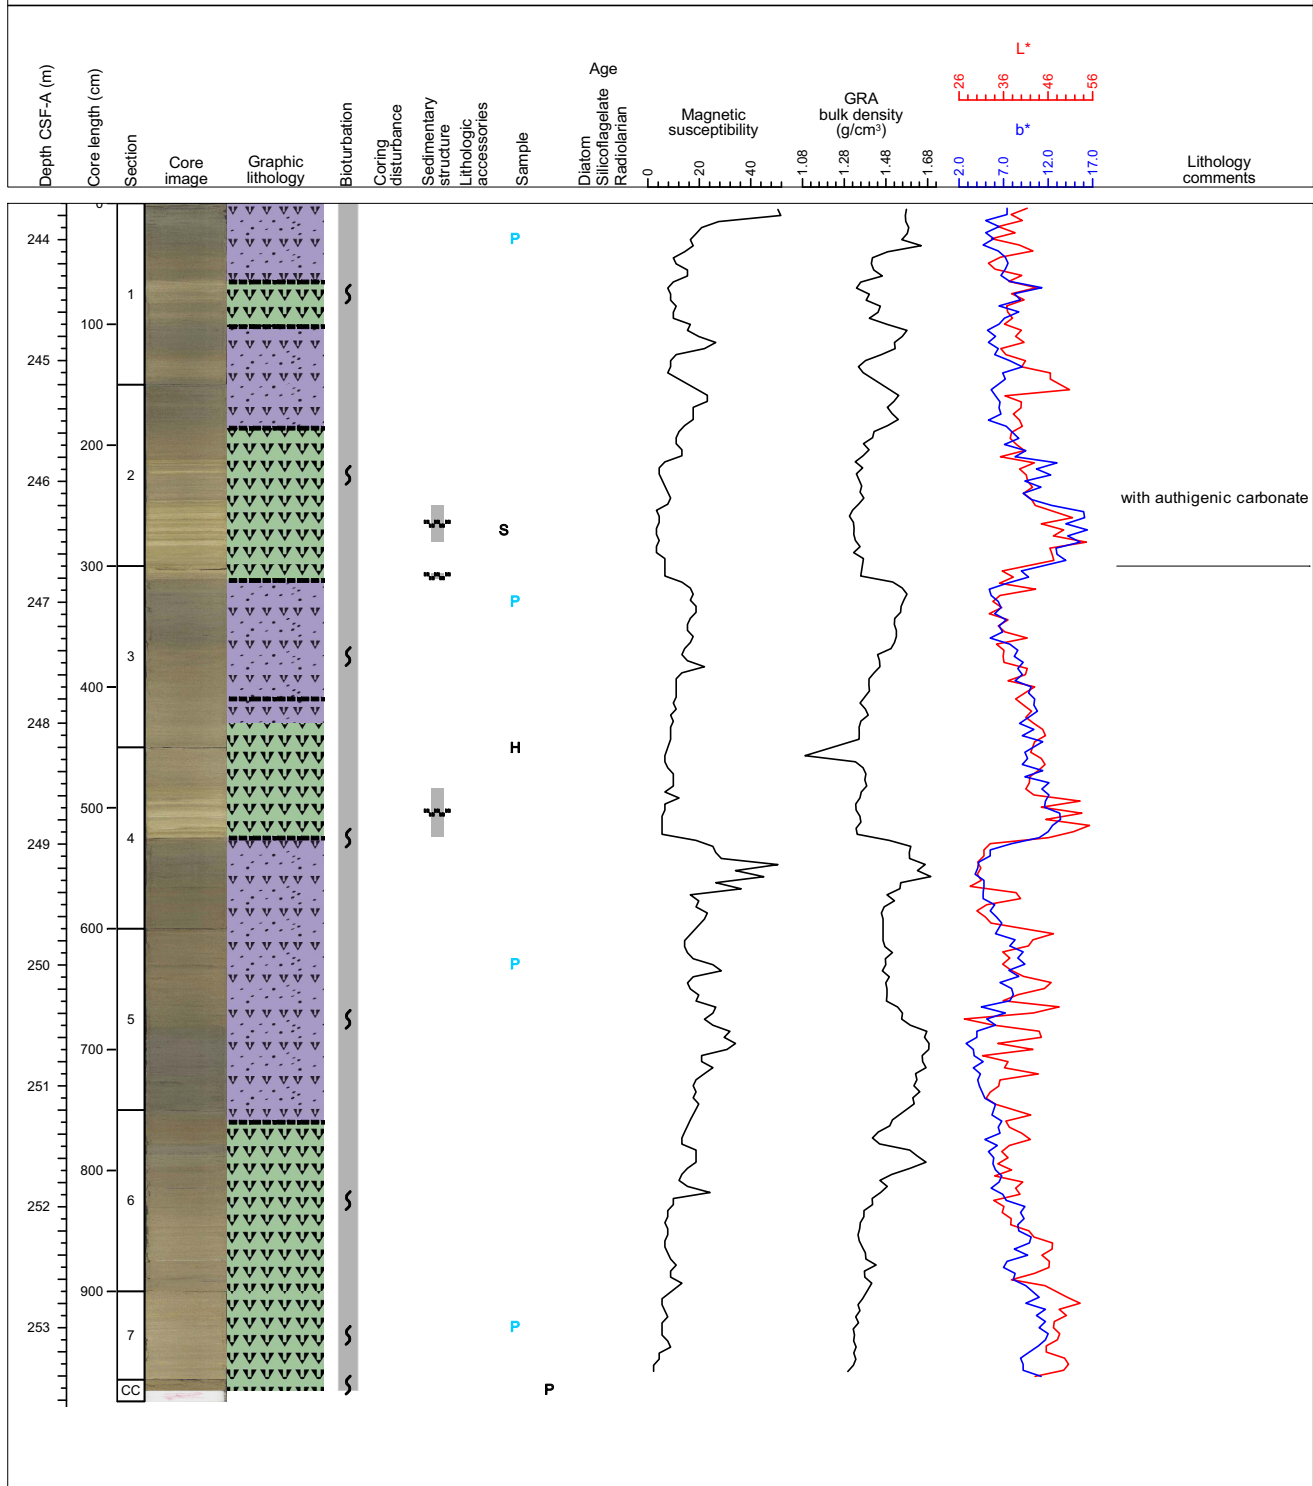 Depth CSF-A (m)
Core length (cm)
Section
Core
image
Graphic
lithology
Bioturbation
Coring
disturbance
Sedimentary
structure
Lithologic
accessories
Sample
Age
Diatom
Silicoflagelate
Radiolarian
Magnetic
susceptibility
0 20 40
GRA
bulk density
(g/cm³)
1.08 1.28 1.48 1.68
L*
26 36 46 56
b*
2.0 7.0 12.0 17.0
Lithology
comments
0
244 P
1
100
245
200
2
246
with authigenic carbonate
S
300
247 P
3
400
248
H
500
4
249
600
250 P
5
700
251
800
6
252
900
253 P
7
CC P